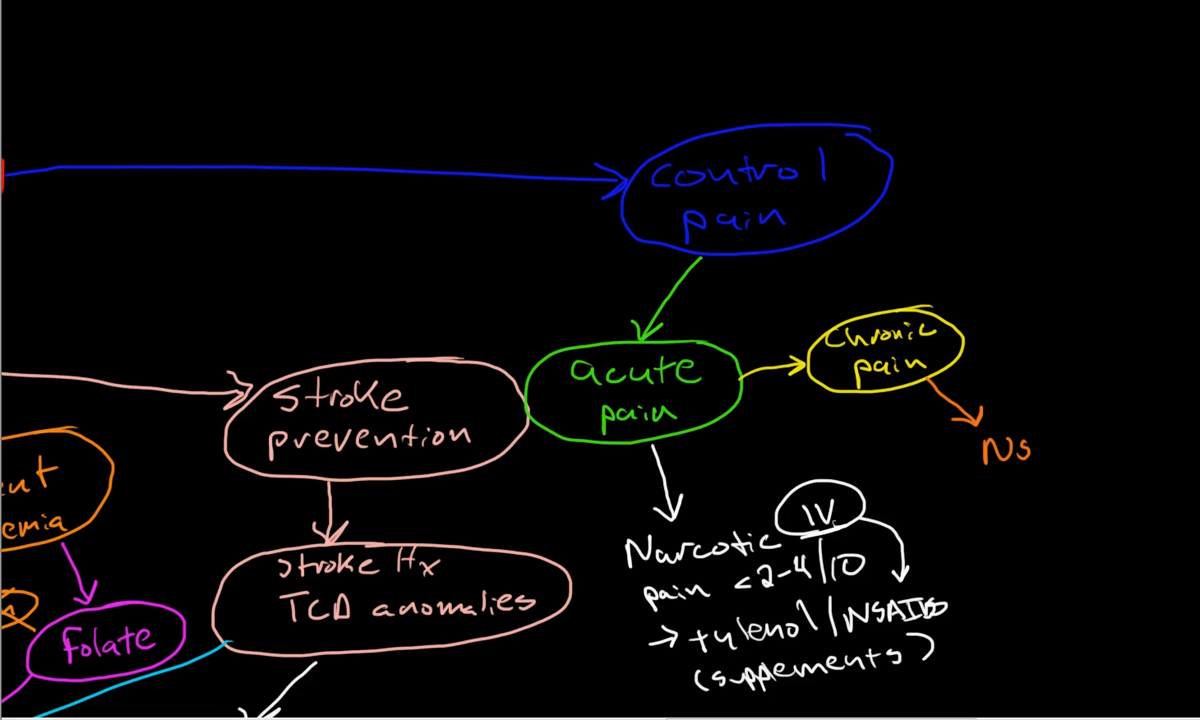 control
pain
acute
pain
chronic
pain
Ns
stroke
prevention
stroke Hx
TCD anomalies
emia
Folate
IV
Narcotic
pain <2-4/10
→ tylenol/NSAIDs
(supplements)